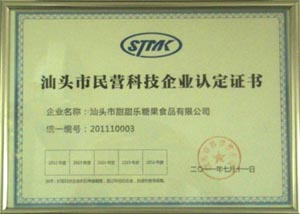 STMK
汕头市民营科技企业认定证书
企业名称：汕头市甜甜乐糖果食品有限公司
统一编号：201110003
二〇一一年七月十一日